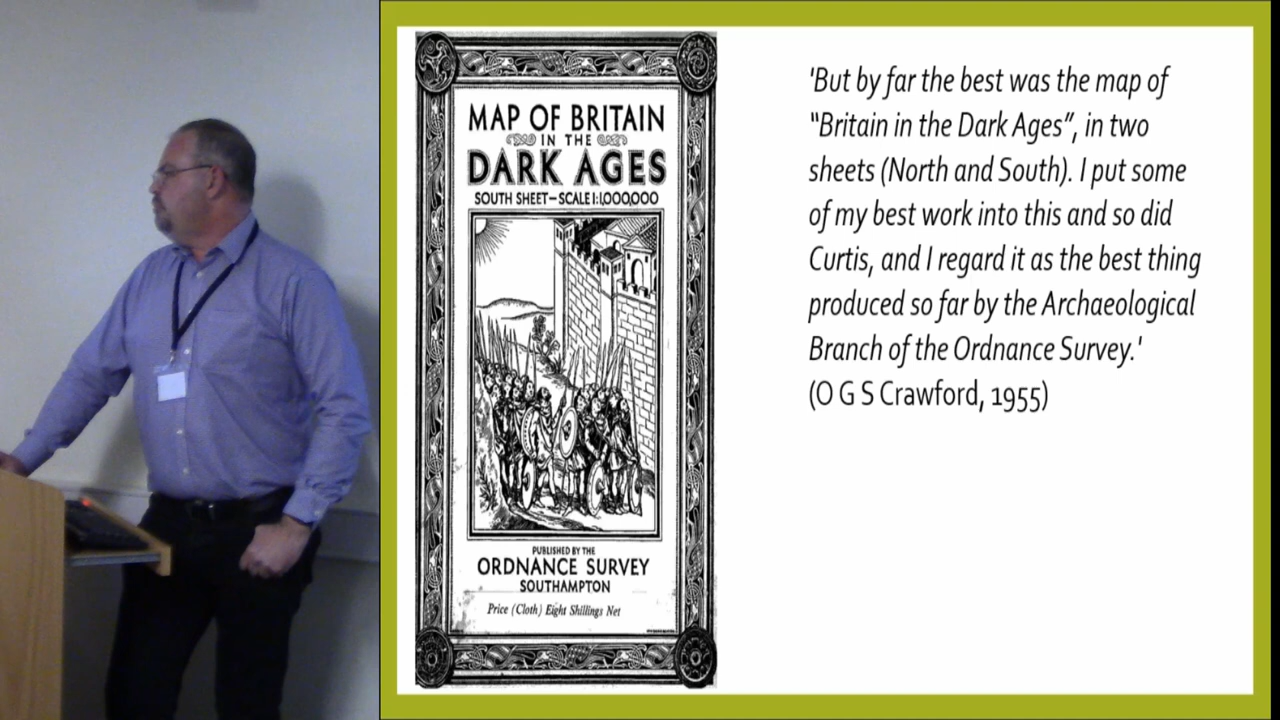 MAP OF BRITAIN
IN THE
DARK AGES
SOUTH SHEET–SCALE 1:1,000,000
PUBLISHED BY THE
ORDNANCE SURVEY
SOUTHAMPTON
Price (Cloth) Eight Shillings Net
'But by far the best was the map of
“Britain in the Dark Ages”, in two
sheets (North and South). I put some
of my best work into this and so did
Curtis, and I regard it as the best thing
produced so far by the Archaeological
Branch of the Ordnance Survey.'
(O G S Crawford, 1955)